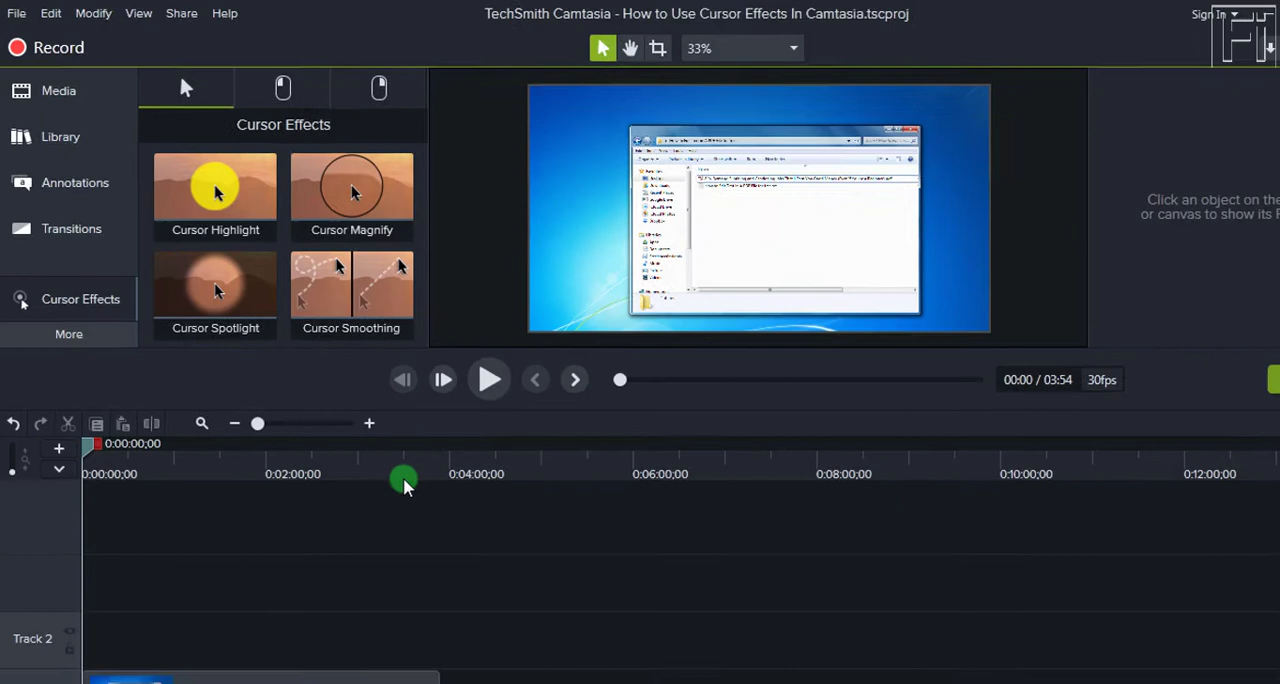 File Edit Modify View Share Help
TechSmith Camtasia - How to Use Cursor Effects In Camtasia.tscproj
Sign In
Record
33%
Media
Library
Annotations
Transitions
Cursor Effects
More
Cursor Effects
Cursor Highlight
Cursor Magnify
Cursor Spotlight
Cursor Smoothing
Click an object on the
or canvas to show its P
00:00 / 03:54 30fps
0:00:00;00
0:00:00;00 0:02:00;00 0:04:00;00 0:06:00;00 0:08:00;00 0:10:00;00 0:12:00;00
Track 2